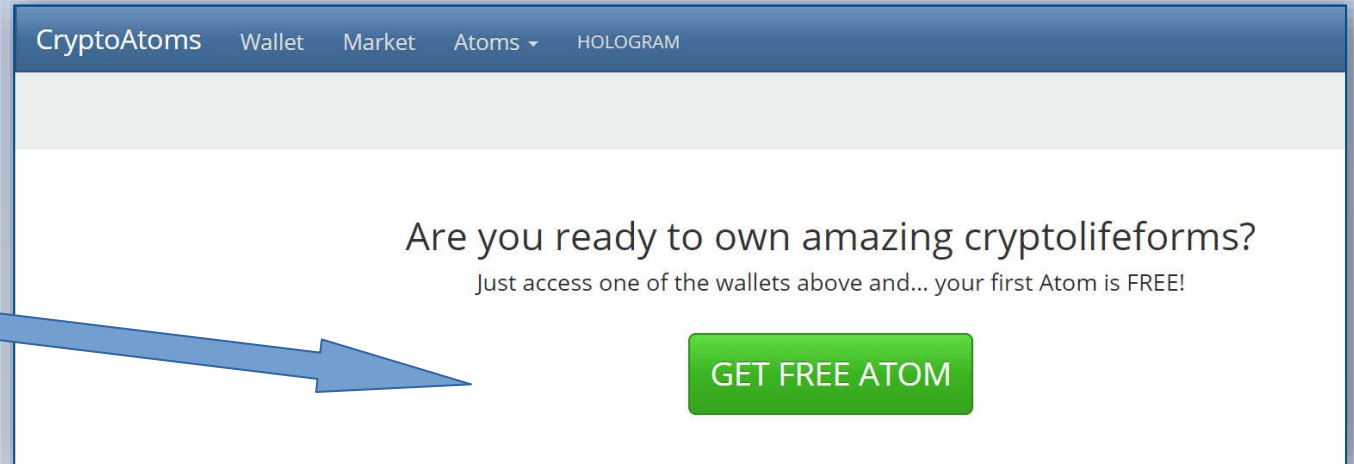 CryptoAtoms Wallet Market Atoms HOLOGRAM
Are you ready to own amazing cryptolifeforms?
Just access one of the wallets above and... your first Atom is FREE!
GET FREE ATOM